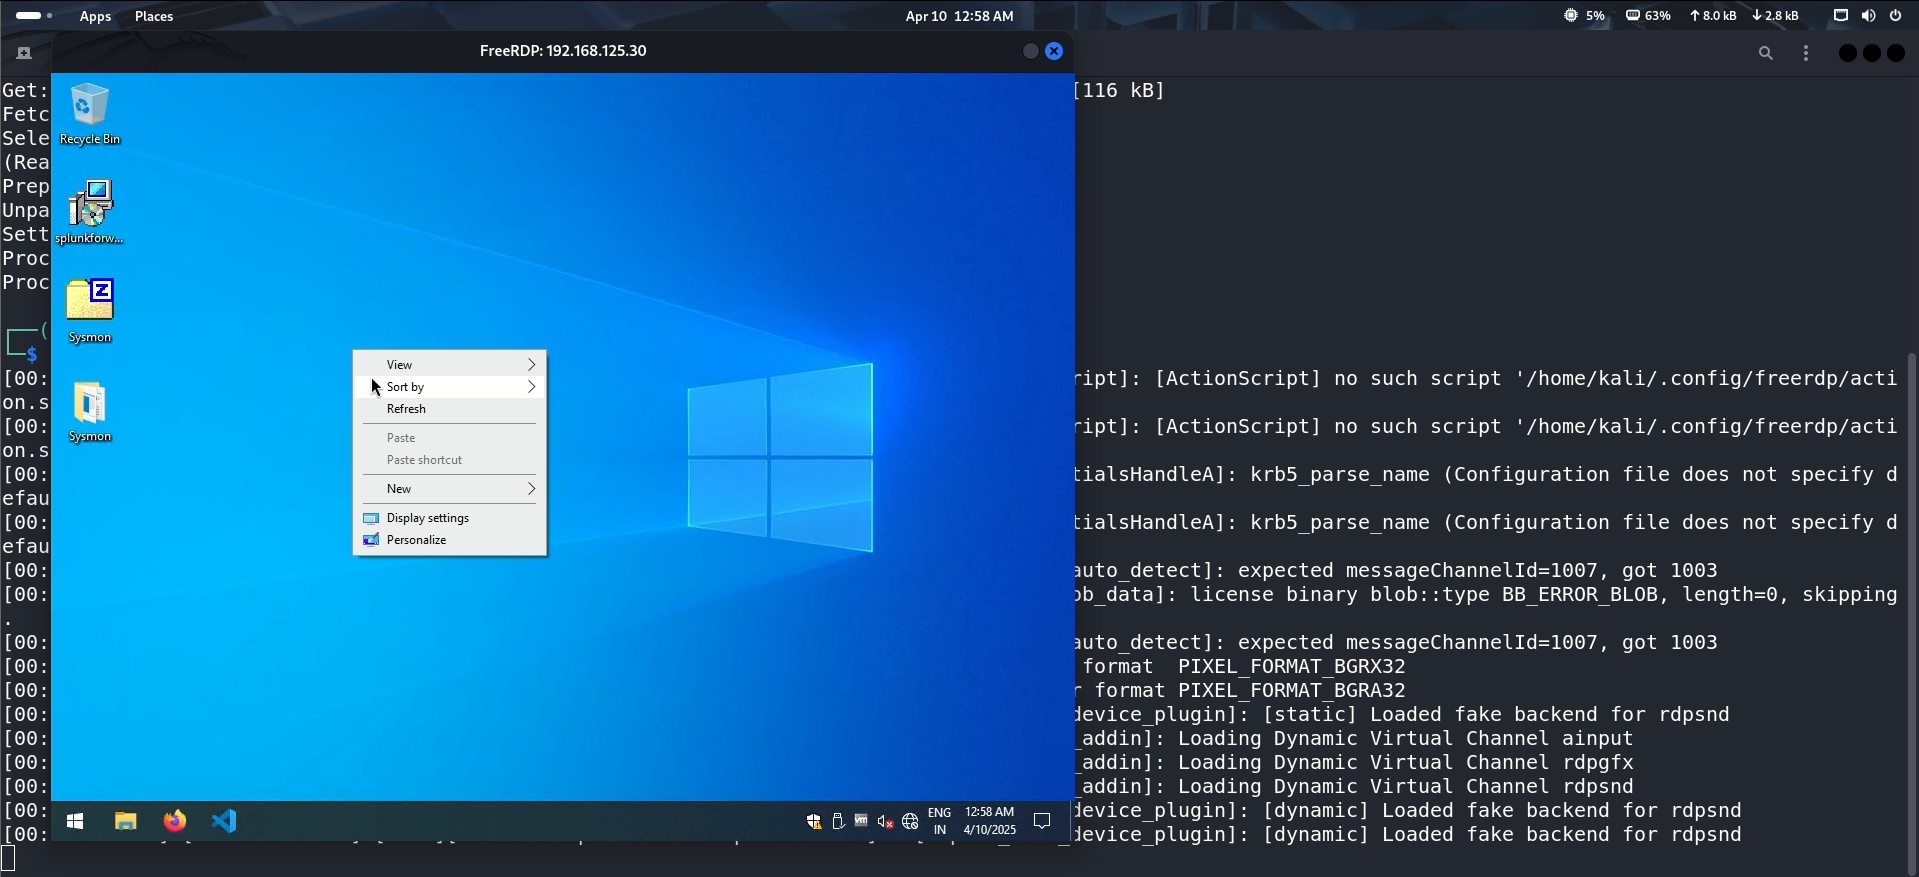 Apps Places Apr 10 12:58 AM 5% 63% 8.0 kB 2.8 kB
FreeRDP: 192.168.125.30
Get: [116 kB]
Fetc
Sele
(Rea
Prep
Unpa
Sett
Proc
Proc
Recycle Bin
splunkforw...
Sysmon
Sysmon
View
Sort by
Refresh
Paste
Paste shortcut
New
Display settings
Personalize
(
$
[00: ript]: [ActionScript] no such script '/home/kali/.config/freerdp/acti
on.s
[00: ript]: [ActionScript] no such script '/home/kali/.config/freerdp/acti
on.s
[00: tialsHandleA]: krb5_parse_name (Configuration file does not specify d
efau
[00: tialsHandleA]: krb5_parse_name (Configuration file does not specify d
efau
[00: auto_detect]: expected messageChannelId=1007, got 1003
[00: ob_data]: license binary blob::type BB_ERROR_BLOB, length=0, skipping
.
[00: auto_detect]: expected messageChannelId=1007, got 1003
[00: format PIXEL_FORMAT_BGRX32
[00: r format PIXEL_FORMAT_BGRA32
[00: device_plugin]: [static] Loaded fake backend for rdpsnd
[00: _addin]: Loading Dynamic Virtual Channel ainput
[00: _addin]: Loading Dynamic Virtual Channel rdpgfx
[00: _addin]: Loading Dynamic Virtual Channel rdpsnd
[00: device_plugin]: [dynamic] Loaded fake backend for rdpsnd
[00: _device_plugin]: [dynamic] Loaded fake backend for rdpsnd
vm
ENG
IN
12:58 AM
4/10/2025